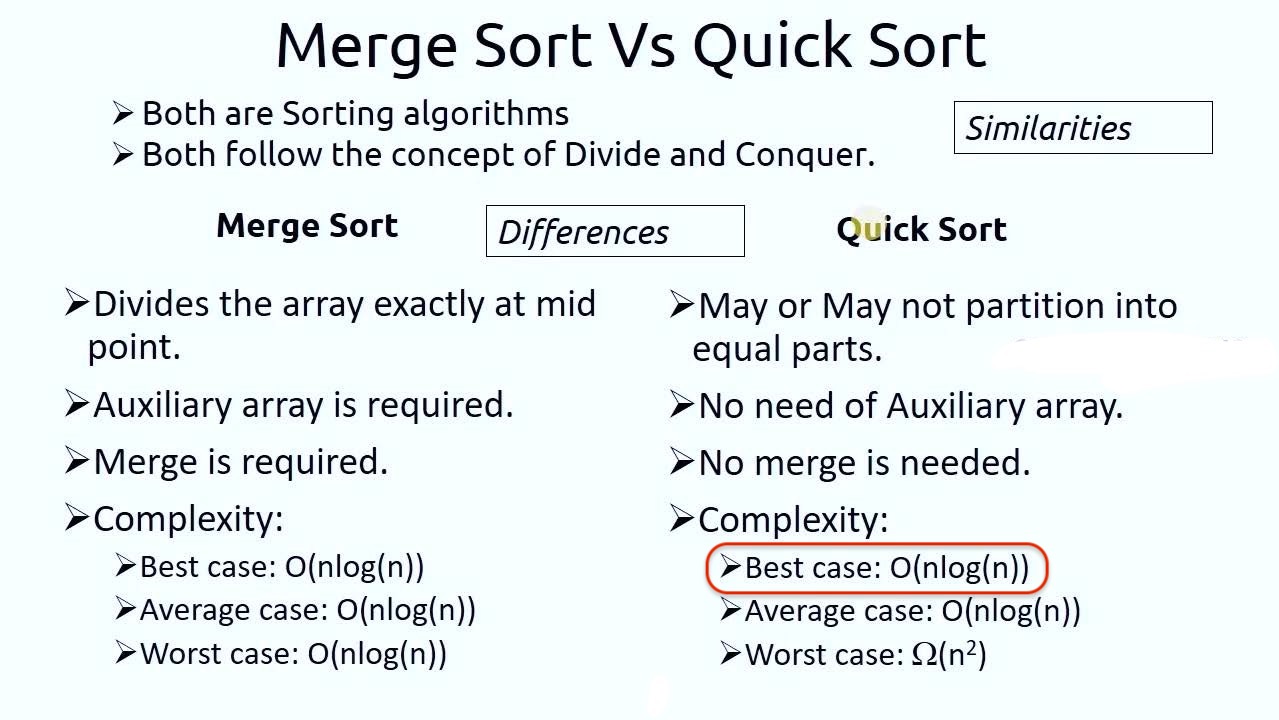 Merge Sort Vs Quick Sort
➢ Both are Sorting algorithms
➢ Both follow the concept of Divide and Conquer.
Similarities
Merge Sort
Differences
Quick Sort
➢Divides the array exactly at mid
point.
➢Auxiliary array is required.
➢Merge is required.
➢Complexity:
➢Best case: O(nlog(n))
➢Average case: O(nlog(n))
➢Worst case: O(nlog(n))
➢May or May not partition into
equal parts.
➢No need of Auxiliary array.
➢No merge is needed.
➢Complexity:
➢Best case: O(nlog(n))
➢Average case: O(nlog(n))
➢Worst case: Ω(n²)